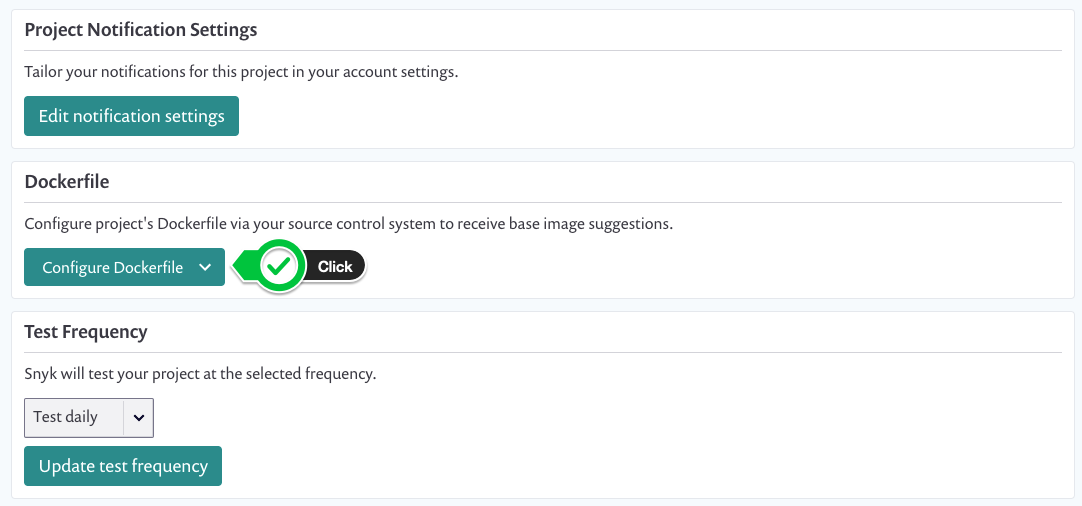 Project Notification Settings
Tailor your notifications for this project in your account settings.
Edit notification settings
Dockerfile
Configure project's Dockerfile via your source control system to receive base image suggestions.
Configure Dockerfile
Click
Test Frequency
Snyk will test your project at the selected frequency.
Test daily
Update test frequency